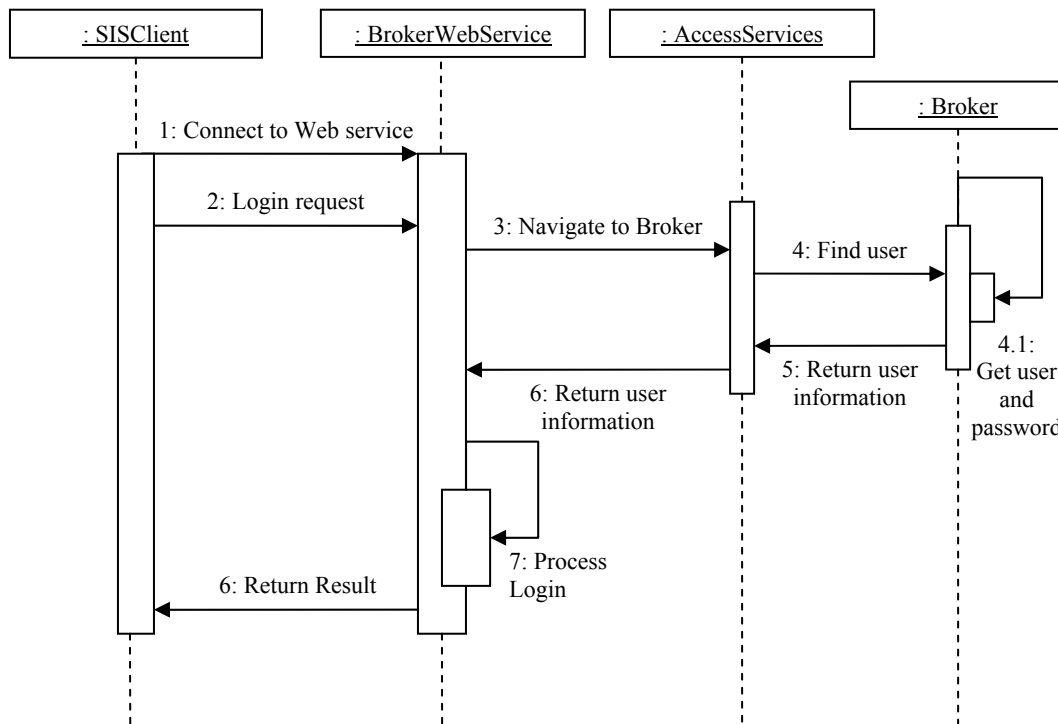 : SISClient
: BrokerWebService
: AccessServices
: Broker
1: Connect to Web service
2: Login request
3: Navigate to Broker
4: Find user
4.1:
Get user
and
password
5: Return user
information
6: Return user
information
7: Process
Login
6: Return Result